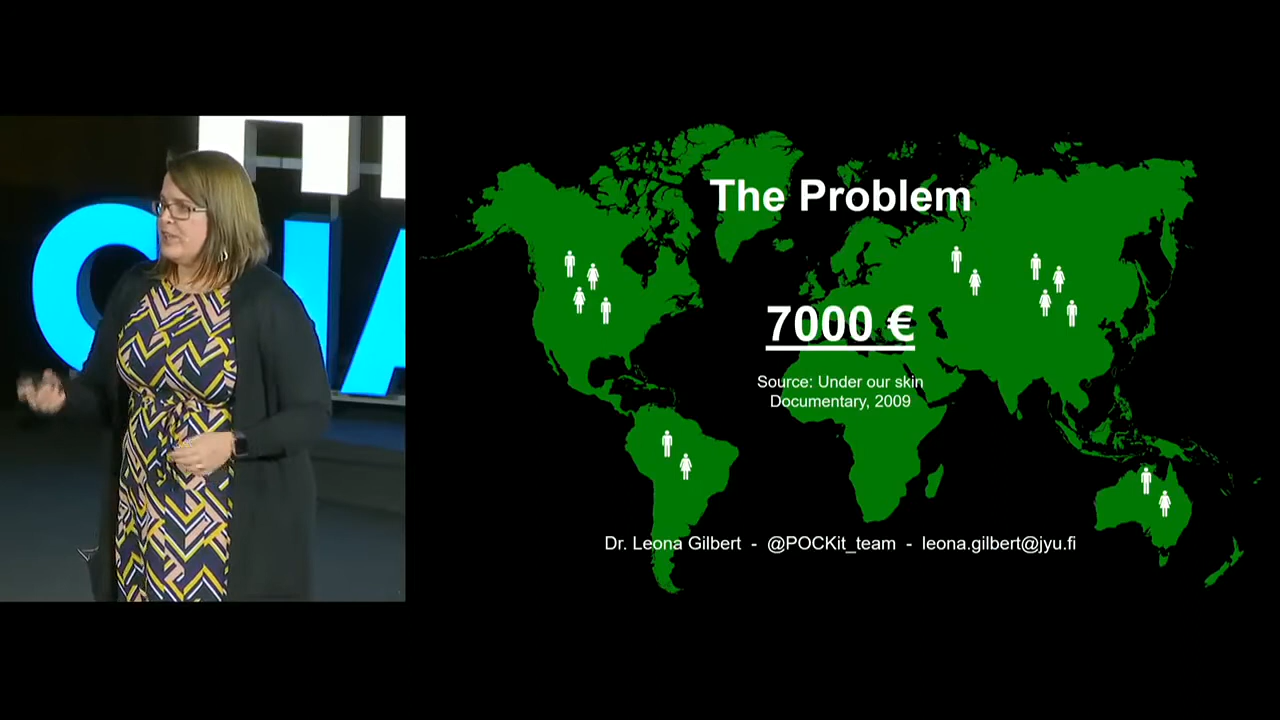 The Problem
7000 €
Source: Under our skin
Documentary, 2009
Dr. Leona Gilbert - @POCKit_team - leona.gilbert@jyu.fi